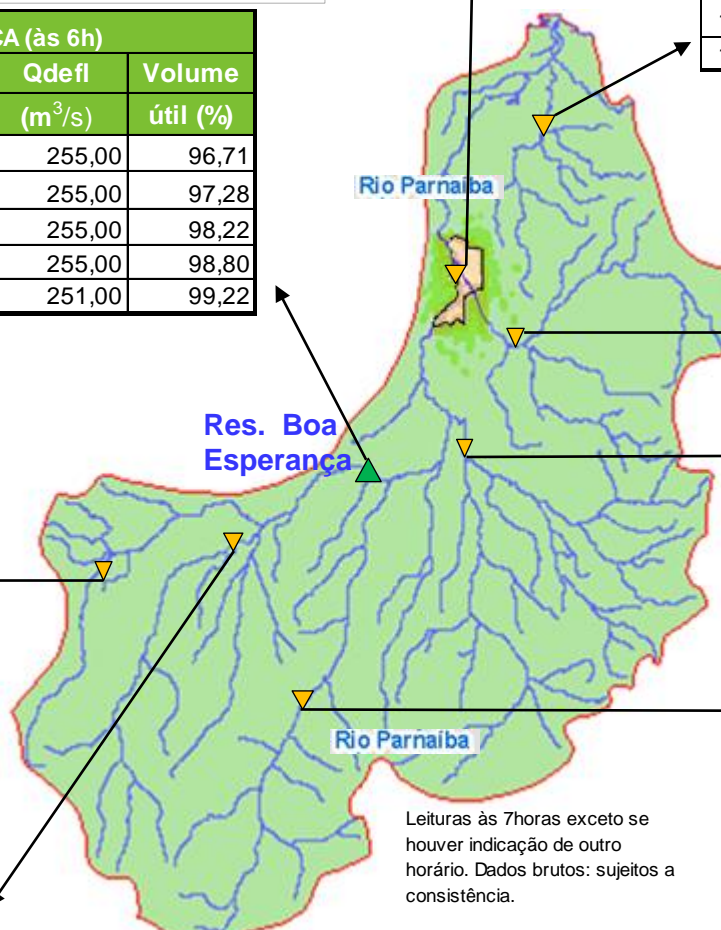 CA (às 6h)
Qdefl Volume
(m³/s) útil (%)
255,00 96,71
255,00 97,28
255,00 98,22
255,00 98,80
251,00 99,22
Rio Parnaíba
Res. Boa
Esperança
Rio Parnaíba
Leituras às 7horas exceto se
houver indicação de outro
horário. Dados brutos: sujeitos a
consistência.